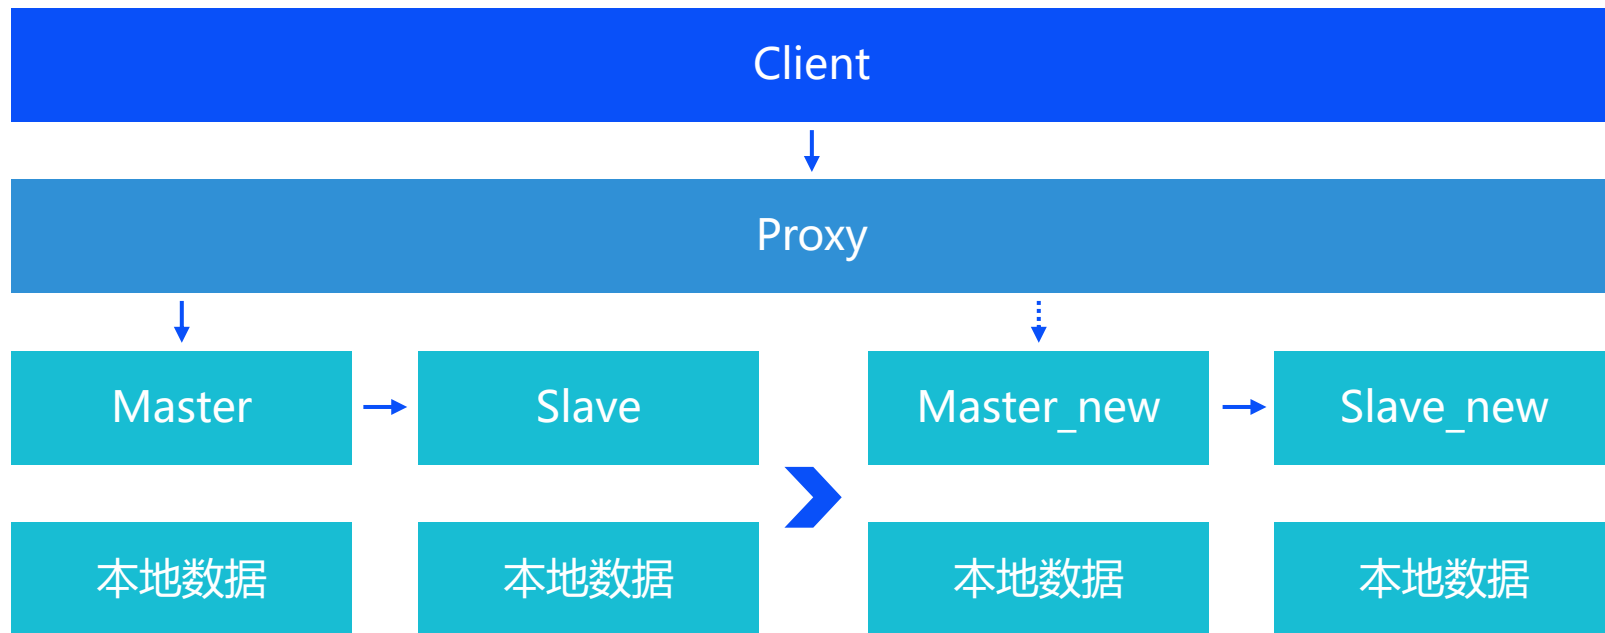 Client
Proxy
Master
Slave
Master_new
Slave_new
本地数据
本地数据
本地数据
本地数据